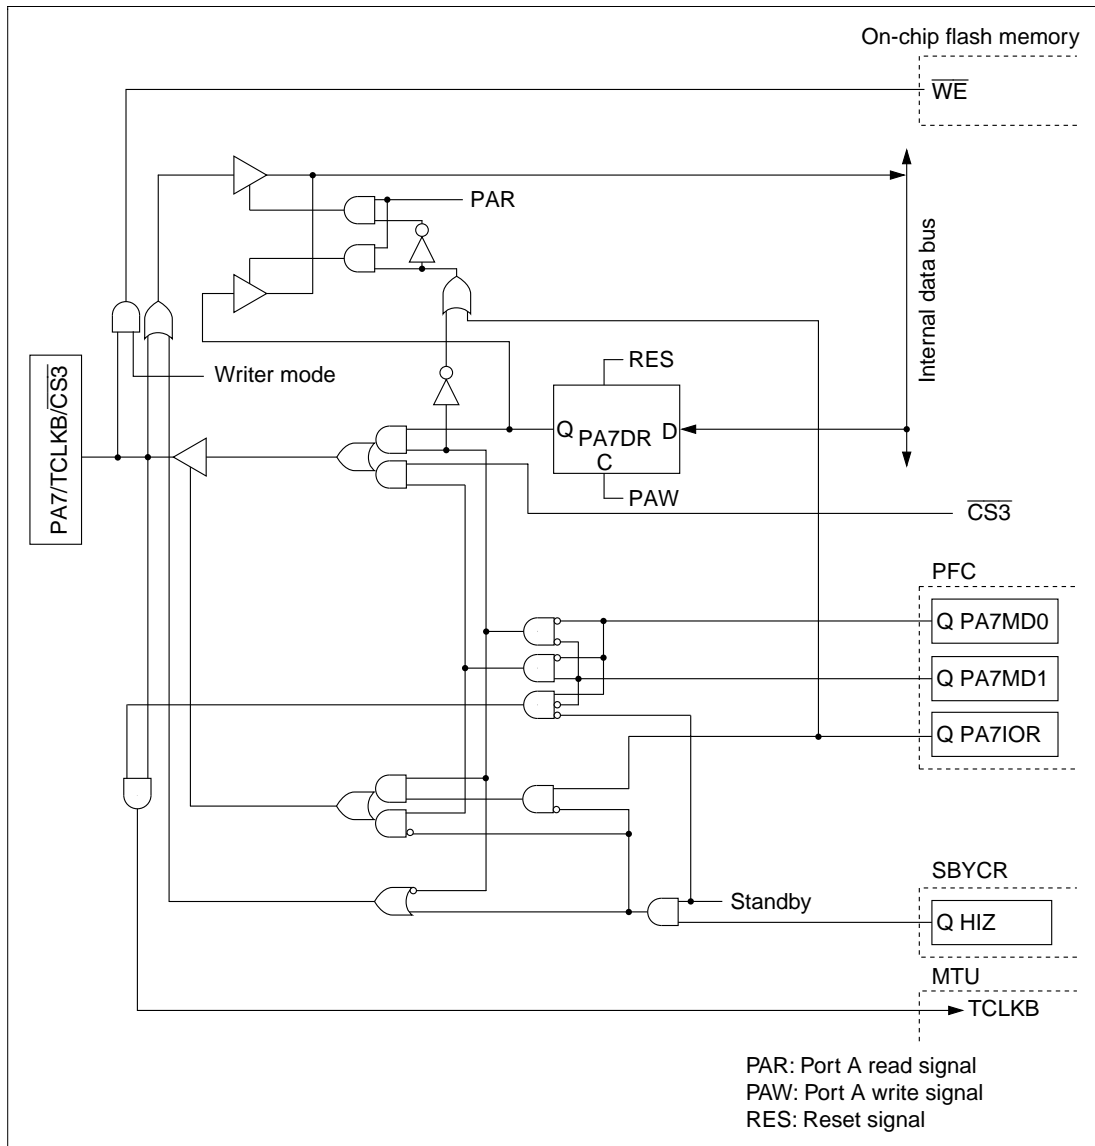 On-chip flash memory
WE
PAR
Internal data bus
Writer mode
RES
PA7/TCLKB/CS3
Q PA7DR D
C
PAW
CS3
PFC
Q PA7MD0
Q PA7MD1
Q PA7IOR
SBYCR
Standby
Q HIZ
MTU
TCLKB
PAR: Port A read signal
PAW: Port A write signal
RES: Reset signal